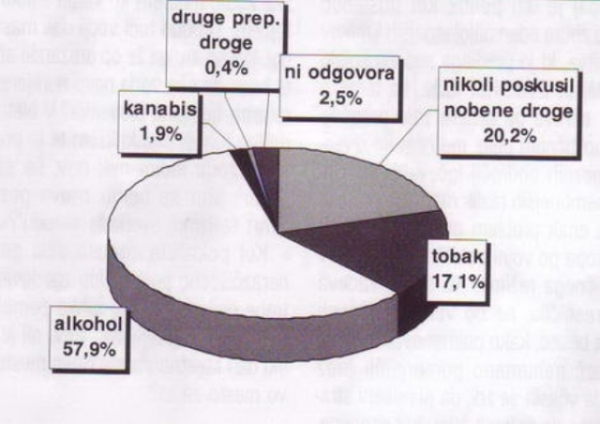 druge prep.
droge
0,4%
ni odgovora
2,5%
nikoli poskusil
nobene droge
20,2%
kanabis
1,9%
tobak
17,1%
alkohol
57,9%